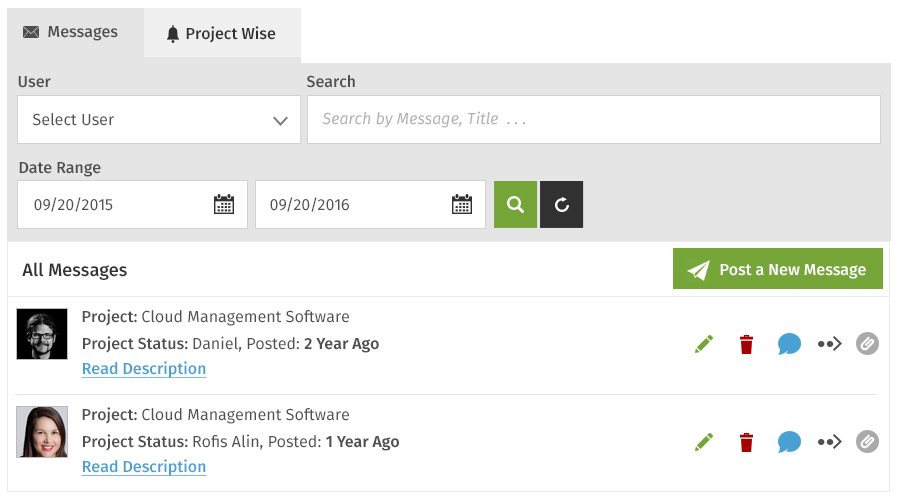 Messages
Project Wise
User
Search
Select User
Search by Message, Title . . .
Date Range
09/20/2015
09/20/2016
All Messages
Post a New Message
Project: Cloud Management Software
Project Status: Daniel, Posted: 2 Year Ago
Read Description
Project: Cloud Management Software
Project Status: Rofis Alin, Posted: 1 Year Ago
Read Description